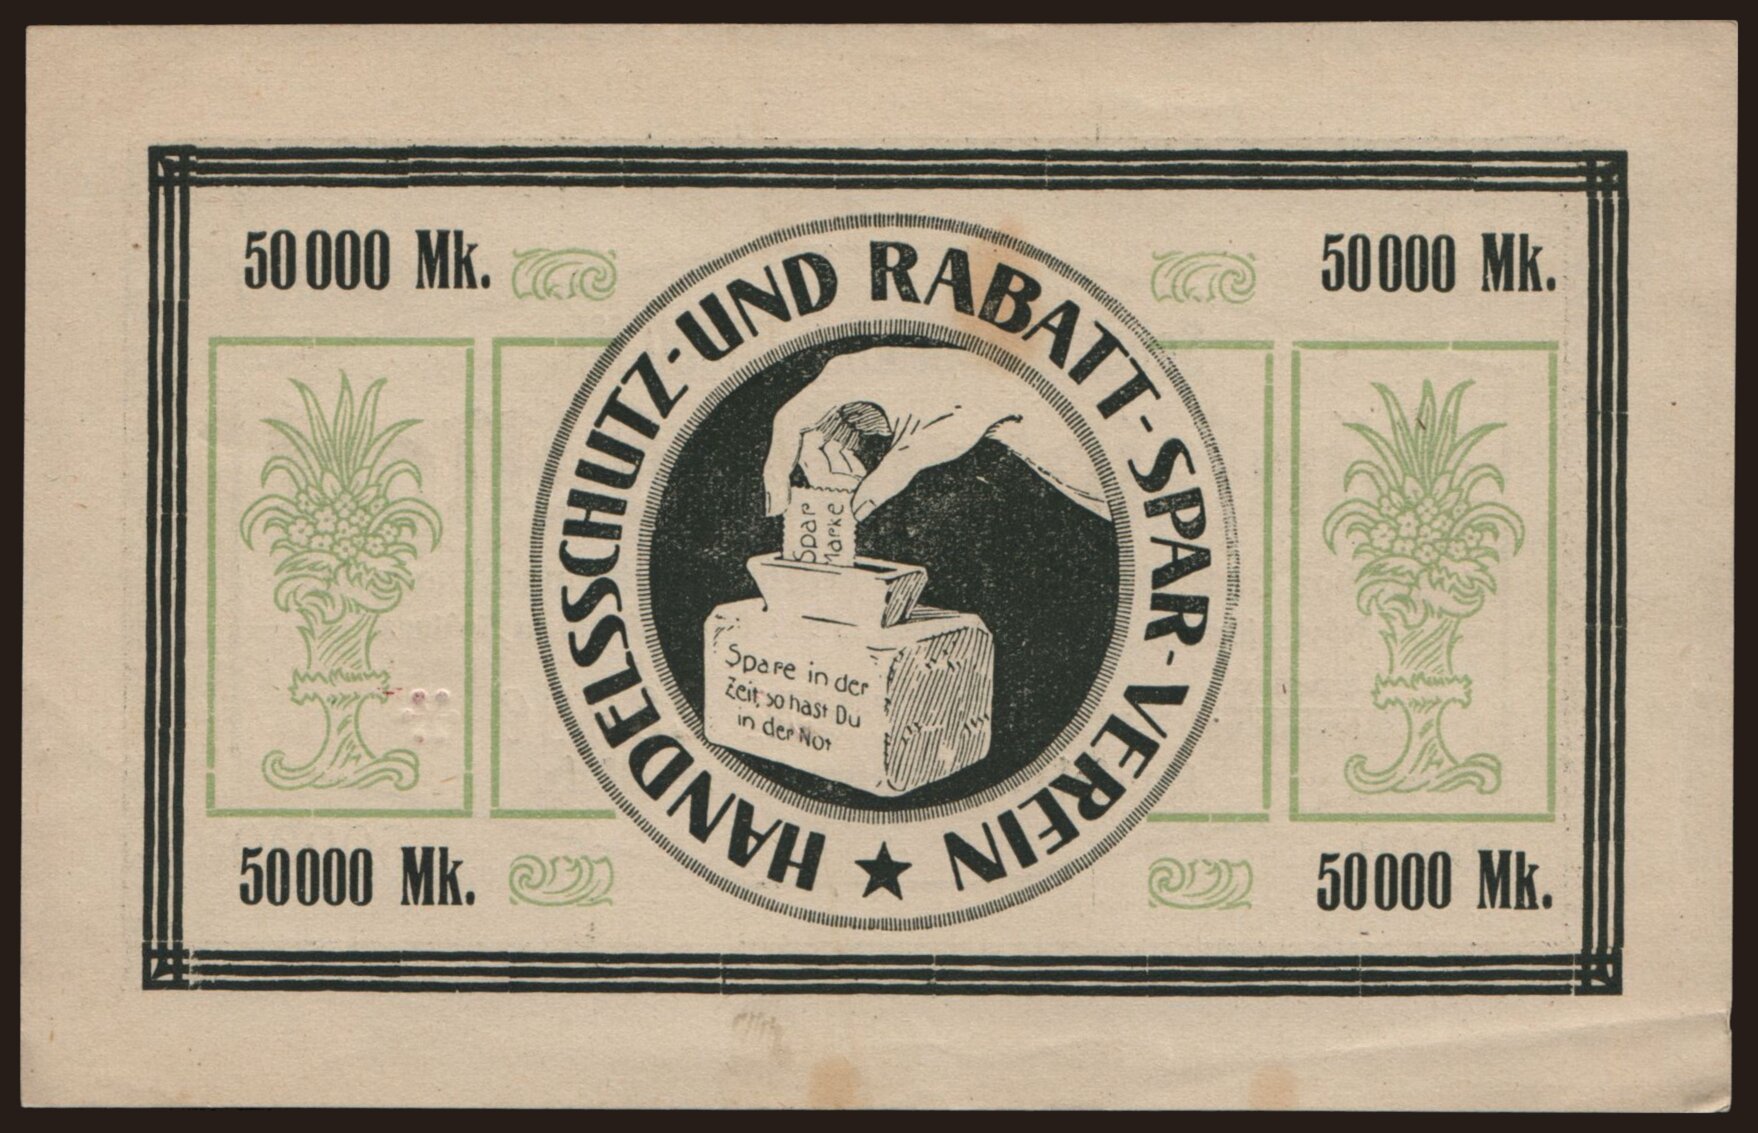 50000 Mk.
50000 Mk.
HANDELSSCHUTZ-UND RABATT-SPAR-VEREIN ★
Spar
Marke
Spare in der
Zeit, so hast Du
in der Not
50000 Mk.
50000 Mk.